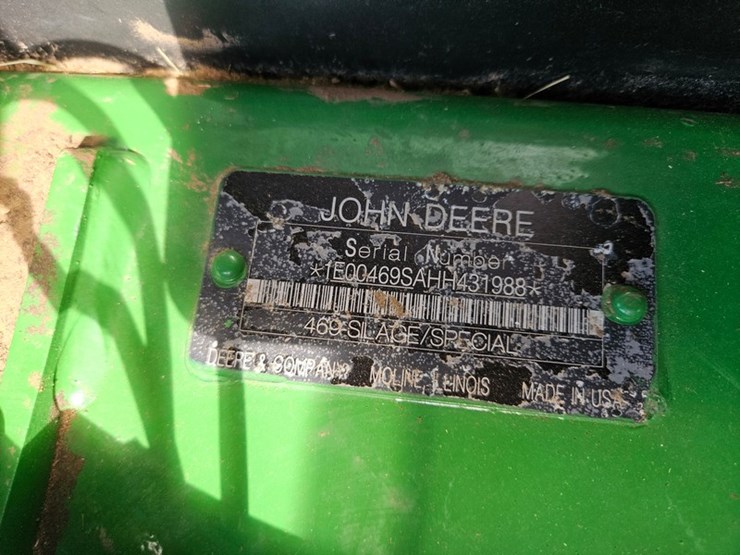 JOHN DEERE
Serial Number
*1E00469SAHH431988*
469 SILAGE/SPECIAL
DEERE & COMPANY MOLINE, ILLINOIS MADE IN USA